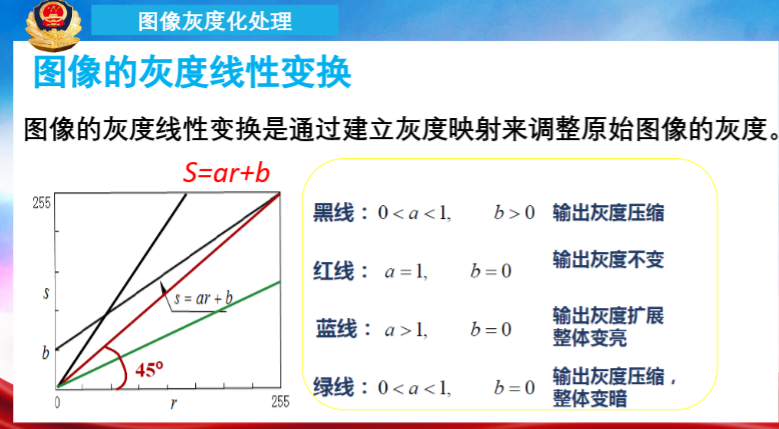 图像灰度化处理
图像的灰度线性变换
图像的灰度线性变换是通过建立灰度映射来调整原始图像的灰度。
S=ar+b
255
s
s = ar + b
b
45°
0
r
255
黑线： 0 < a < 1, b > 0 输出灰度压缩
红线： a = 1, b = 0 输出灰度不变
蓝线： a > 1, b = 0 输出灰度扩展
整体变亮
绿线： 0 < a < 1, b = 0 输出灰度压缩，
整体变暗